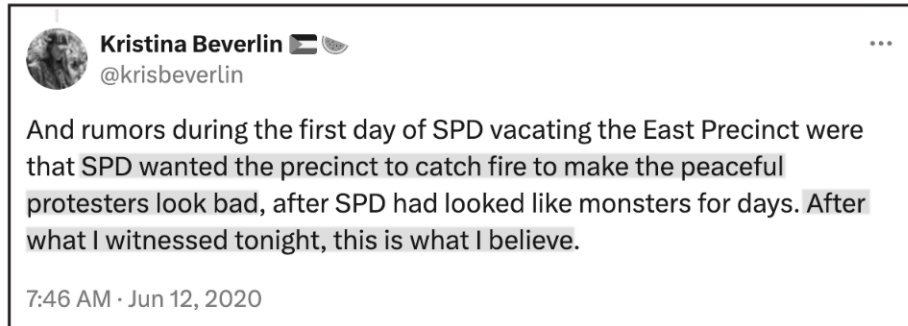 Kristina Beverlin 🇵🇸🍉
@krisbeverlin
And rumors during the first day of SPD vacating the East Precinct were
that SPD wanted the precinct to catch fire to make the peaceful
protesters look bad, after SPD had looked like monsters for days. After
what I witnessed tonight, this is what I believe.
7:46 AM · Jun 12, 2020